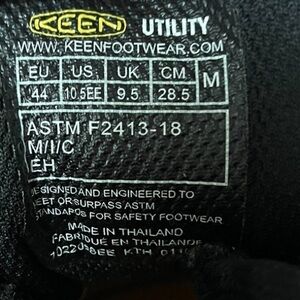 KEEN UTILITY
WWW.KEENFOOTWEAR.COM
EU US UK CM M
44 10.5EE 9.5 28.5
ASTM F2413-18
M/I/C
EH
DESIGNED AND ENGINEERED TO
MEET OR SURPASS ASTM
STANDARDS FOR SAFETY FOOTWEAR
MADE IN THAILAND
FABRIQUÉ EN THAILANDE